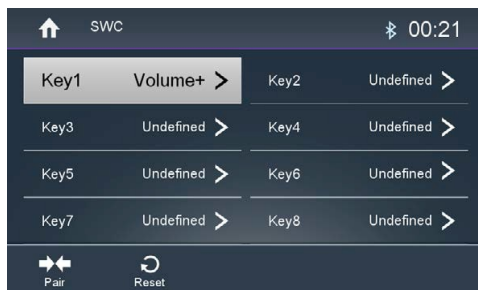 SWC 00:21
Key1 Volume+ Key2 Undefined
Key3 Undefined Key4 Undefined
Key5 Undefined Key6 Undefined
Key7 Undefined Key8 Undefined
Pair Reset